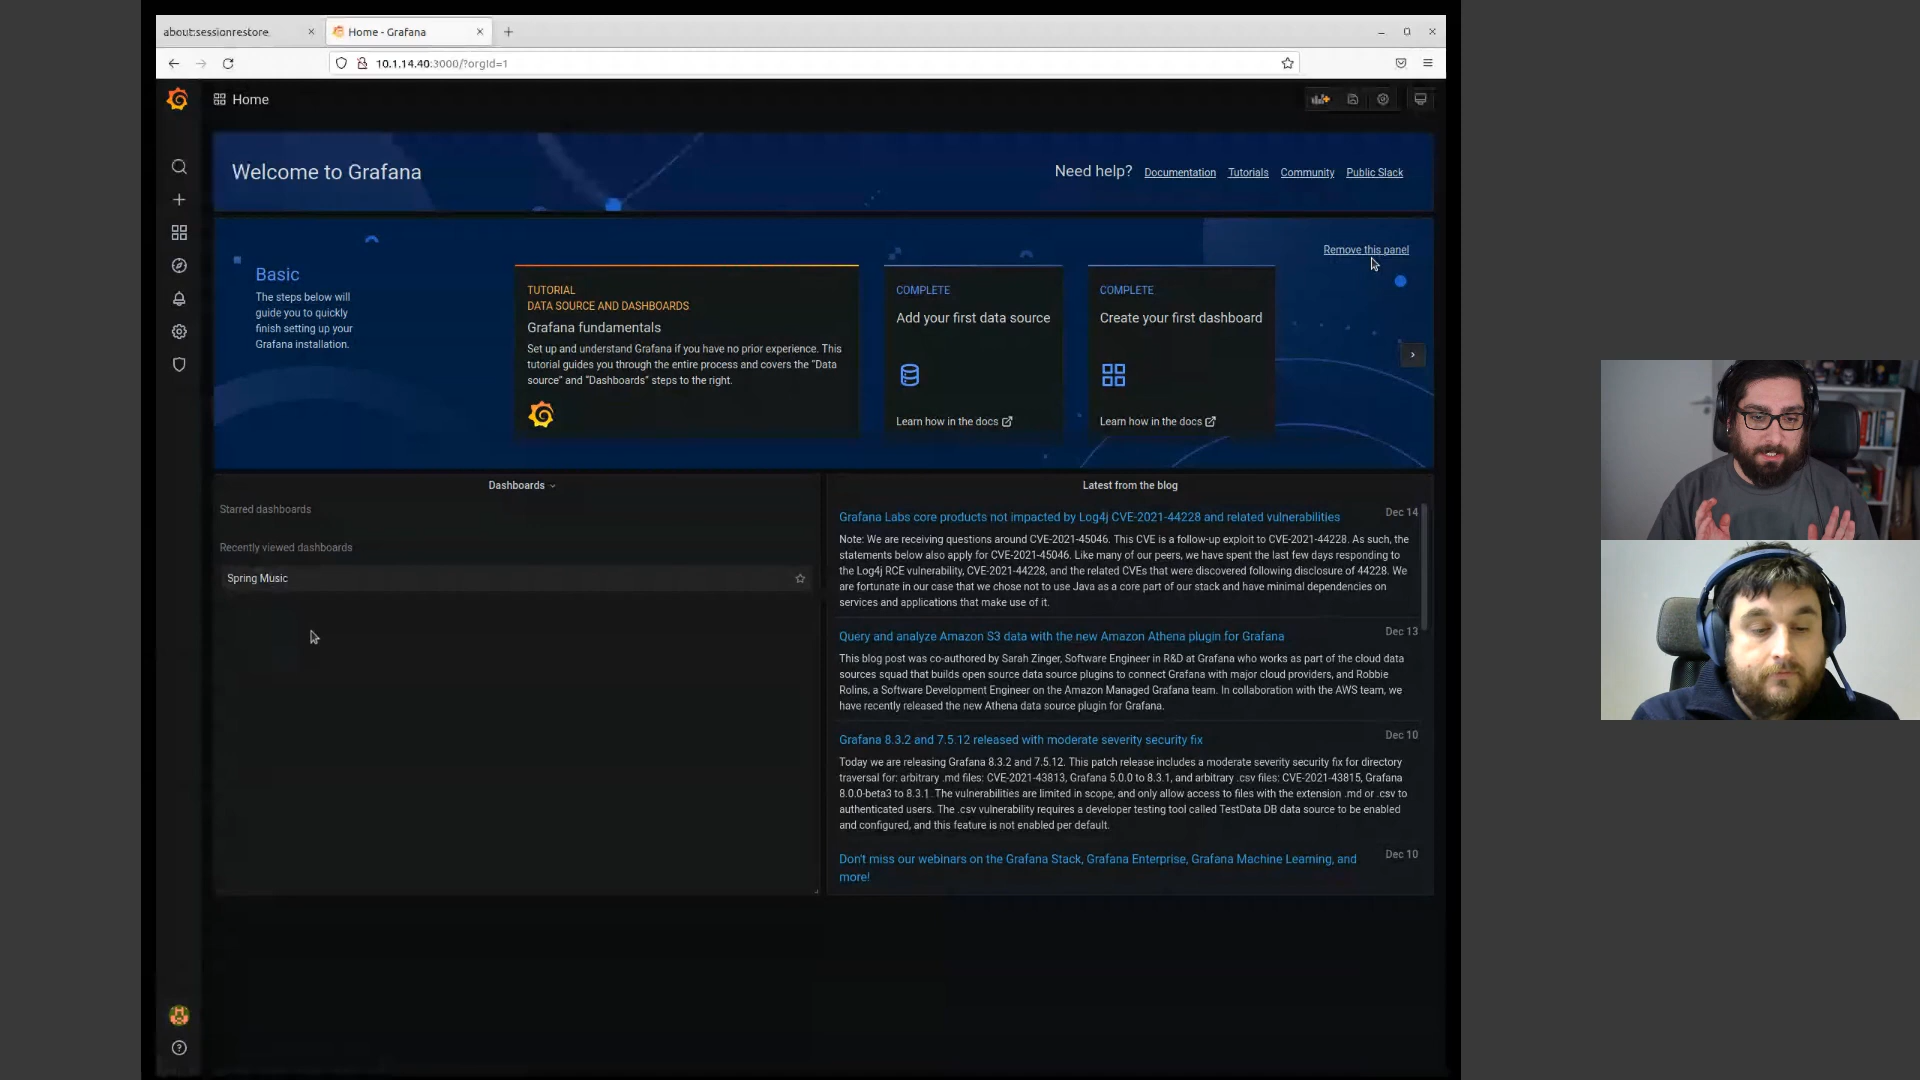 about:sessionrestore
Home - Grafana
10.1.14.40:3000/?orgId=1
Home
Welcome to Grafana
Need help? Documentation Tutorials Community Public Slack
Remove this panel
Basic
The steps below will
guide you to quickly
finish setting up your
Grafana installation.
TUTORIAL
DATA SOURCE AND DASHBOARDS
Grafana fundamentals
Set up and understand Grafana if you have no prior experience. This
tutorial guides you through the entire process and covers the "Data
source" and "Dashboards" steps to the right.
COMPLETE
Add your first data source
Learn how in the docs
COMPLETE
Create your first dashboard
Learn how in the docs
Dashboards
Starred dashboards
Recently viewed dashboards
Spring Music
Latest from the blog
Grafana Labs core products not impacted by Log4j CVE-2021-44228 and related vulnerabilities
Dec 14
Note: We are receiving questions around CVE-2021-45046. This CVE is a follow-up exploit to CVE-2021-44228. As such, the
statements below also apply for CVE-2021-45046. Like many of our peers, we have spent the last few days responding to
the Log4j RCE vulnerability, CVE-2021-44228, and the related CVEs that were discovered following disclosure of 44228. We
are fortunate in our case that we chose not to use Java as a core part of our stack and have minimal dependencies on
services and applications that make use of it.
Query and analyze Amazon S3 data with the new Amazon Athena plugin for Grafana
Dec 13
This blog post was co-authored by Sarah Zinger, Software Engineer in R&D at Grafana who works as part of the cloud data
sources squad that builds open source data source plugins to connect Grafana with major cloud providers, and Robbie
Rolins, a Software Development Engineer on the Amazon Managed Grafana team. In collaboration with the AWS team, we
have recently released the new Athena data source plugin for Grafana.
Grafana 8.3.2 and 7.5.12 released with moderate severity security fix
Dec 10
Today we are releasing Grafana 8.3.2 and 7.5.12. This patch release includes a moderate severity security fix for directory
traversal for: arbitrary .md files: CVE-2021-43813, Grafana 5.0.0 to 8.3.1, and arbitrary .csv files: CVE-2021-43815, Grafana
8.0.0-beta3 to 8.3.1. The vulnerabilities are limited in scope, and only allow access to files with the extension .md or .csv to
authenticated users. The .csv vulnerability requires a developer testing tool called TestData DB data source to be enabled
and configured, and this feature is not enabled per default.
Don't miss our webinars on the Grafana Stack, Grafana Enterprise, Grafana Machine Learning, and
more!
Dec 10